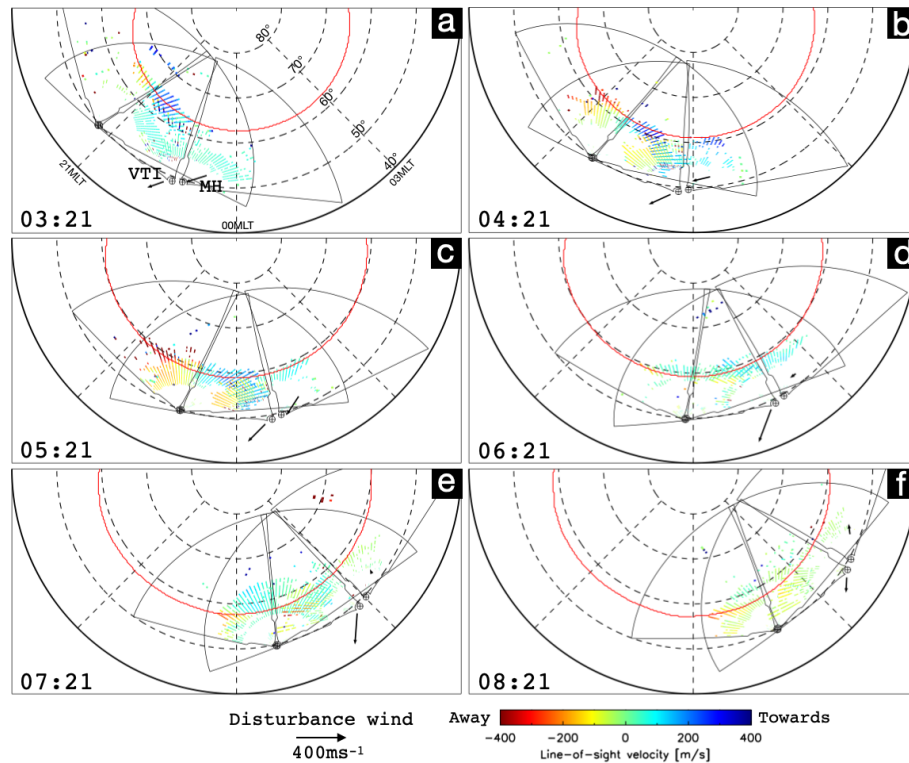 a
80°
70°
60°
50°
40°
21MLT
VTI
MH
03MLT
00MLT
03:21
b
04:21
c
05:21
d
06:21
e
07:21
f
08:21
Disturbance wind
400ms⁻¹
Away
Towards
−400 −200 0 200 400
Line−of−sight velocity [m/s]